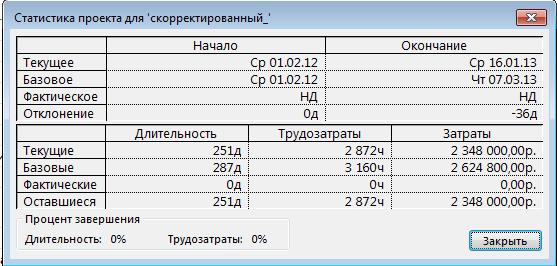 Статистика проекта для 'скорректированный_'
Начало Окончание
Текущее Ср 01.02.12 Ср 16.01.13
Базовое Ср 01.02.12 Чт 07.03.13
Фактическое НД НД
Отклонение 0д -36д
Длительность Трудозатраты Затраты
Текущие 251д 2 872ч 2 348 000,00р.
Базовые 287д 3 160ч 2 624 800,00р.
Фактические 0д 0ч 0,00р.
Оставшиеся 251д 2 872ч 2 348 000,00р.
Процент завершения
Длительность: 0% Трудозатраты: 0% Закрыть